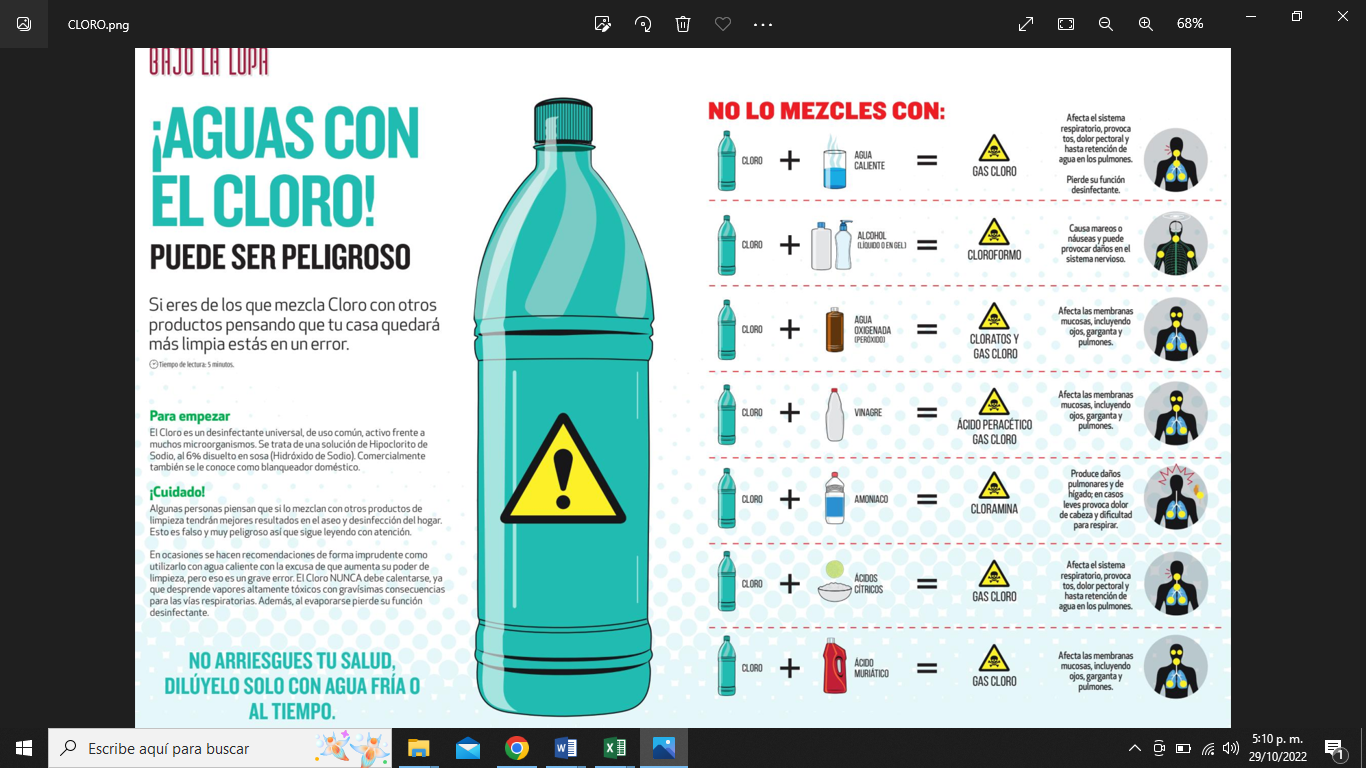 CLORO.png
68%
BAJO LA LUPA
¡AGUAS CON
EL CLORO!
PUEDE SER PELIGROSO
Si eres de los que mezcla Cloro con otros
productos pensando que tu casa quedará
más limpia estás en un error.
Tiempo de lectura: 5 minutos.
Para empezar
El Cloro es un desinfectante universal, de uso común, activo frente a
muchos microorganismos. Se trata de una solución de Hipoclorito de
Sodio, al 6% disuelto en sosa (Hidróxido de Sodio). Comercialmente
también se le conoce como blanqueador doméstico.
¡Cuidado!
Algunas personas piensan que si lo mezclan con otros productos de
limpieza tendrán mejores resultados en el aseo y desinfección del hogar.
Esto es falso y muy peligroso así que sigue leyendo con atención.
En ocasiones se hacen recomendaciones de forma imprudente como
utilizarlo con agua caliente con la excusa de que aumenta su poder de
limpieza, pero eso es un grave error. El Cloro NUNCA debe calentarse, ya
que desprende vapores altamente tóxicos con gravísimas consecuencias
para las vías respiratorias. Además, al evaporarse pierde su función
desinfectante.
NO ARRIESGUES TU SALUD,
DILÚYELO SOLO CON AGUA FRÍA O
AL TIEMPO.
NO LO MEZCLES CON:
CLORO + AGUA
CALIENTE
=
GAS CLORO
Afecta el sistema
respiratorio, provoca
tos, dolor pectoral y
hasta retención de
agua en los pulmones.
Pierde su función
desinfectante.
CLORO + ALCOHOL
(LÍQUIDO O EN GEL)
=
CLOROFORMO
Causa mareos o
náuseas y puede
provocar daños en el
sistema nervioso.
CLORO + AGUA
OXIGENADA
(PERÓXIDO)
=
CLORATOS Y
GAS CLORO
Afecta las membranas
mucosas, incluyendo
ojos, garganta y
pulmones.
CLORO + VINAGRE =
ÁCIDO PERACÉTICO
GAS CLORO
Afecta las membranas
mucosas, incluyendo
ojos, garganta y
pulmones.
CLORO + AMONIACO =
CLORAMINA
Produce daños
pulmonares y de
hígado; en casos
leves provoca dolor
de cabeza y dificultad
para respirar.
CLORO + ÁCIDOS
CÍTRICOS
=
GAS CLORO
Afecta el sistema
respiratorio, provoca
tos, dolor pectoral y
hasta retención de
agua en los pulmones.
CLORO + ÁCIDO
MURIÁTICO
=
GAS CLORO
Afecta las membranas
mucosas, incluyendo
ojos, garganta y
pulmones.
Escribe aquí para buscar
5:10 p. m.
29/10/2022
1